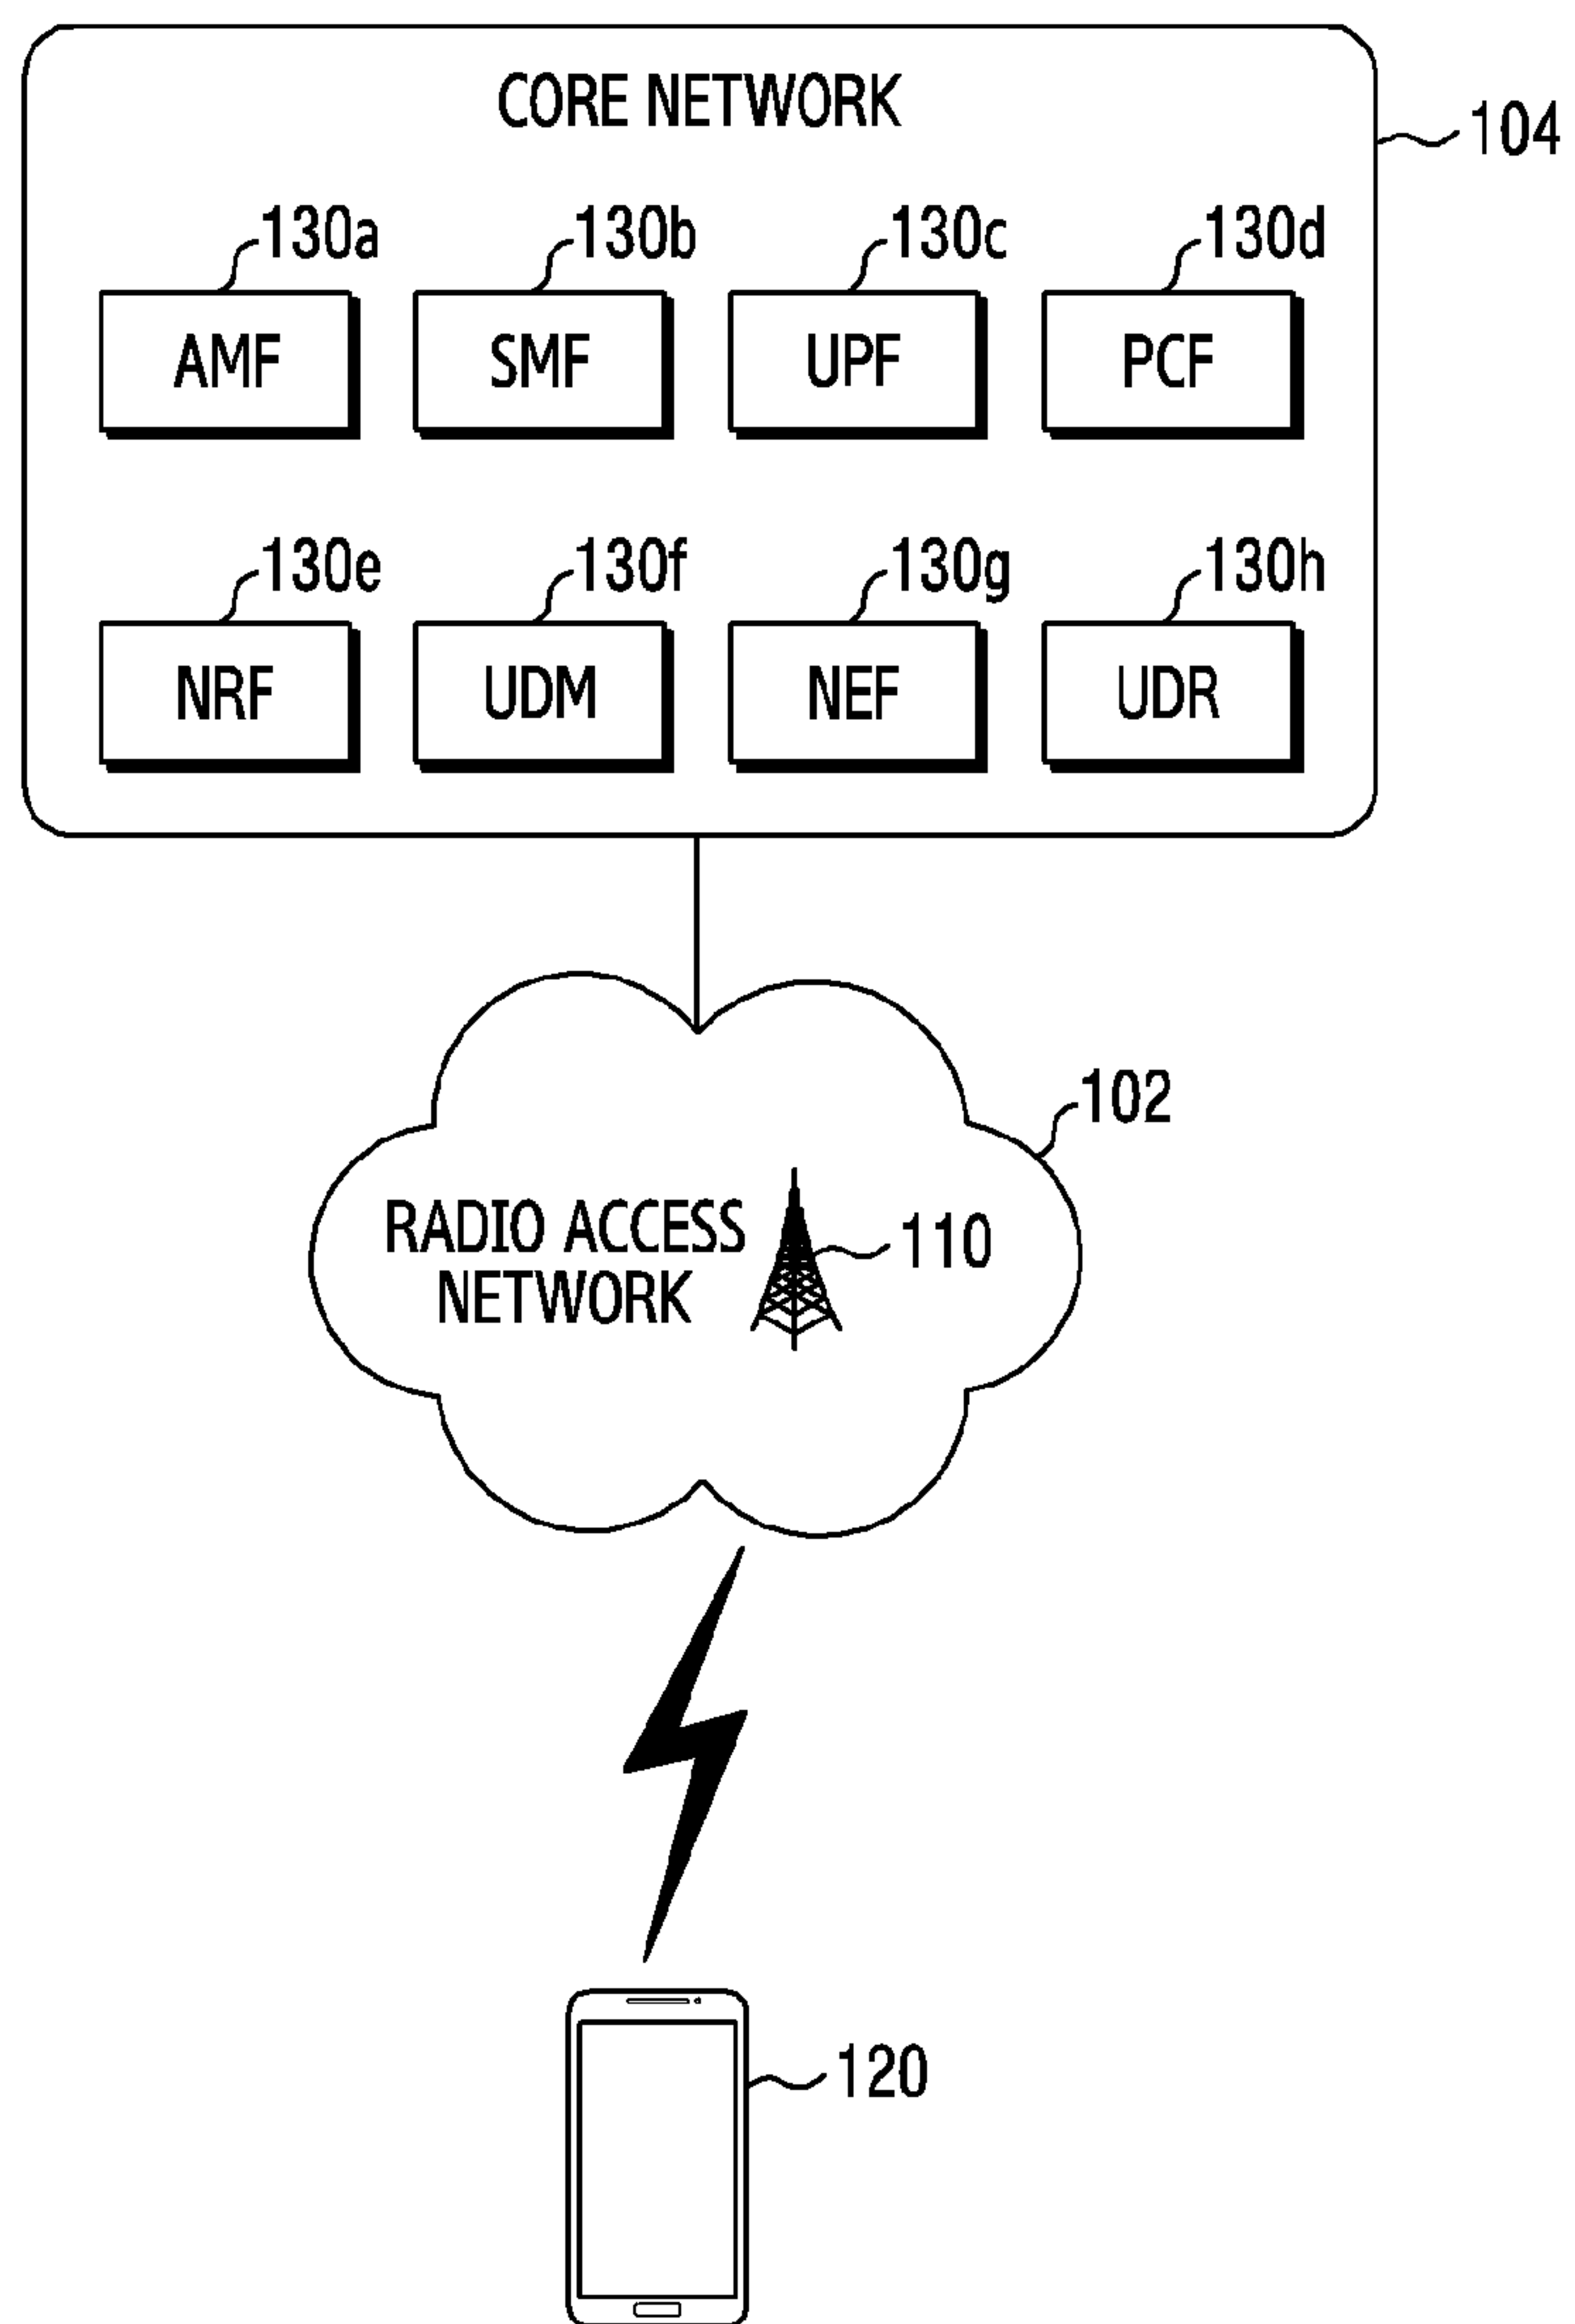 CORE NETWORK
104
130a 130b 130c 130d
AMF SMF UPF PCF
130e 130f 130g 130h
NRF UDM NEF UDR
102
RADIO ACCESS
NETWORK
110
120